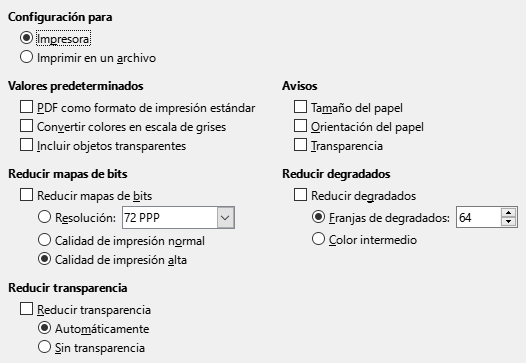 Configuración para
Impresora
Imprimir en un archivo
Valores predeterminados
PDF como formato de impresión estándar
Convertir colores en escala de grises
Incluir objetos transparentes
Avisos
Tamaño del papel
Orientación del papel
Transparencia
Reducir mapas de bits
Reducir mapas de bits
Resolución: 72 PPP
Calidad de impresión normal
Calidad de impresión alta
Reducir degradados
Reducir degradados
Franjas de degradados: 64
Color intermedio
Reducir transparencia
Reducir transparencia
Automáticamente
Sin transparencia